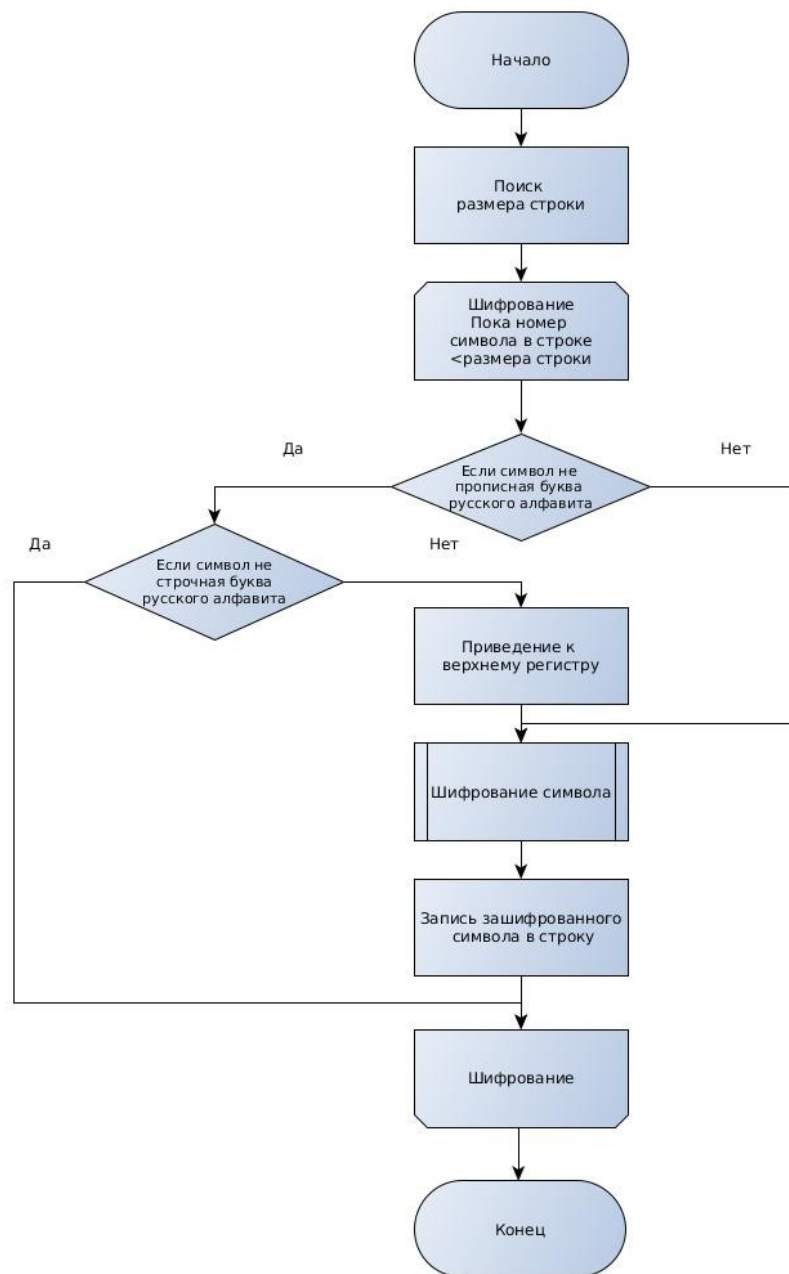 Начало
Поиск
размера строки
Шифрование
Пока номер
символа в строке
<размера строки
Да
Нет
Если символ не
прописная буква
русского алфавита
Да
Нет
Если символ не
строчная буква
русского алфавита
Приведение к
верхнему регистру
Шифрование символа
Запись зашифрованного
символа в строку
Шифрование
Конец